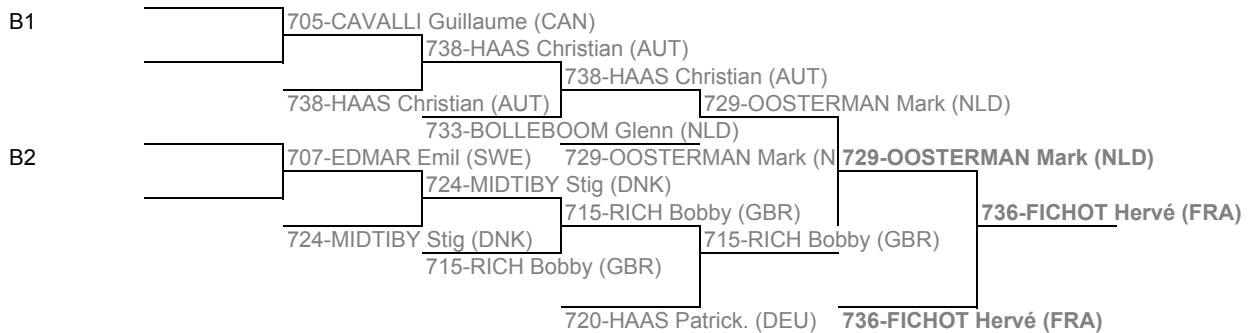 B1
705-CAVALLI Guillaume (CAN)
738-HAAS Christian (AUT)
738-HAAS Christian (AUT)
738-HAAS Christian (AUT)
729-OOSTERMAN Mark (NLD)
733-BOLLEBOOM Glenn (NLD)
B2
707-EDMAR Emil (SWE)
729-OOSTERMAN Mark (N
729-OOSTERMAN Mark (NLD)
724-MIDTIBY Stig (DNK)
715-RICH Bobby (GBR)
736-FICHOT Hervé (FRA)
724-MIDTIBY Stig (DNK)
715-RICH Bobby (GBR)
715-RICH Bobby (GBR)
720-HAAS Patrick. (DEU)
736-FICHOT Hervé (FRA)